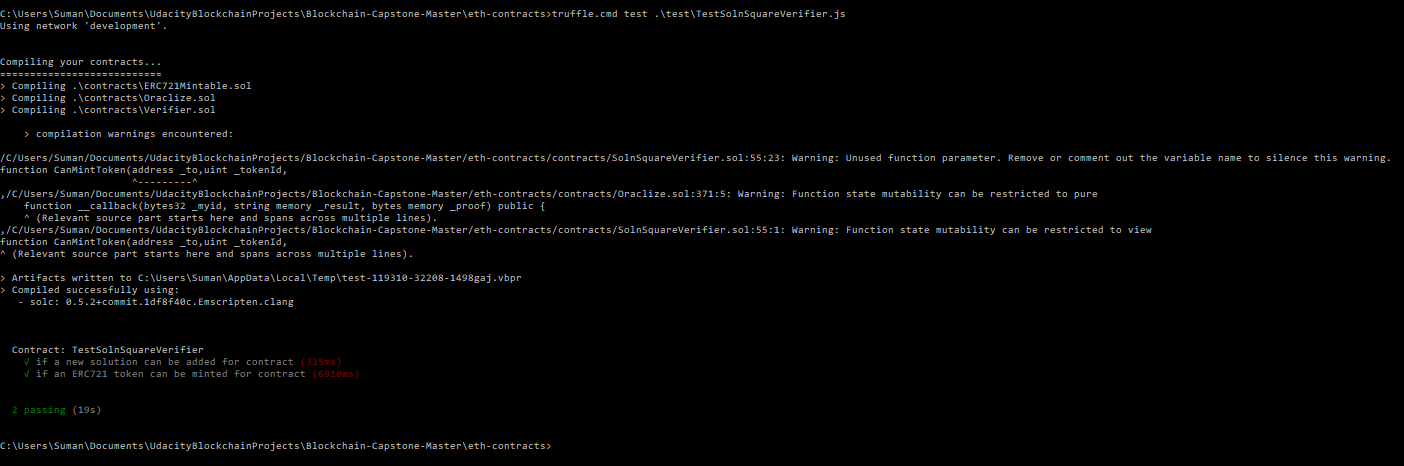 C:\Users\Suman\Documents\UdacityBlockchainProjects\Blockchain-Capstone-Master\eth-contracts>truffle.cmd test .\test\TestSolnSquareVerifier.js
Using network 'development'.
Compiling your contracts...
===========================
> Compiling .\contracts\ERC721Mintable.sol
> Compiling .\contracts\Oraclize.sol
> Compiling .\contracts\Verifier.sol
> compilation warnings encountered:
/C/Users/Suman/Documents/UdacityBlockchainProjects/Blockchain-Capstone-Master/eth-contracts/contracts/SolnSquareVerifier.sol:55:23: Warning: Unused function parameter. Remove or comment out the variable name to silence this warning.
function CanMintToken(address _to,uint _tokenId,
^---------^
,/C/Users/Suman/Documents/UdacityBlockchainProjects/Blockchain-Capstone-Master/eth-contracts/contracts/Oraclize.sol:371:5: Warning: Function state mutability can be restricted to pure
function __callback(bytes32 _myid, string memory _result, bytes memory _proof) public {
^ (Relevant source part starts here and spans across multiple lines).
,/C/Users/Suman/Documents/UdacityBlockchainProjects/Blockchain-Capstone-Master/eth-contracts/contracts/SolnSquareVerifier.sol:55:1: Warning: Function state mutability can be restricted to view
function CanMintToken(address _to,uint _tokenId,
^ (Relevant source part starts here and spans across multiple lines).
> Artifacts written to C:\Users\Suman\AppData\Local\Temp\test-119310-32208-1498gaj.vbpr
> Compiled successfully using:
- solc: 0.5.2+commit.1df8f40c.Emscripten.clang
Contract: TestSolnSquareVerifier
√ if a new solution can be added for contract (335ms)
√ if an ERC721 token can be minted for contract (6910ms)
2 passing (19s)
C:\Users\Suman\Documents\UdacityBlockchainProjects\Blockchain-Capstone-Master\eth-contracts>